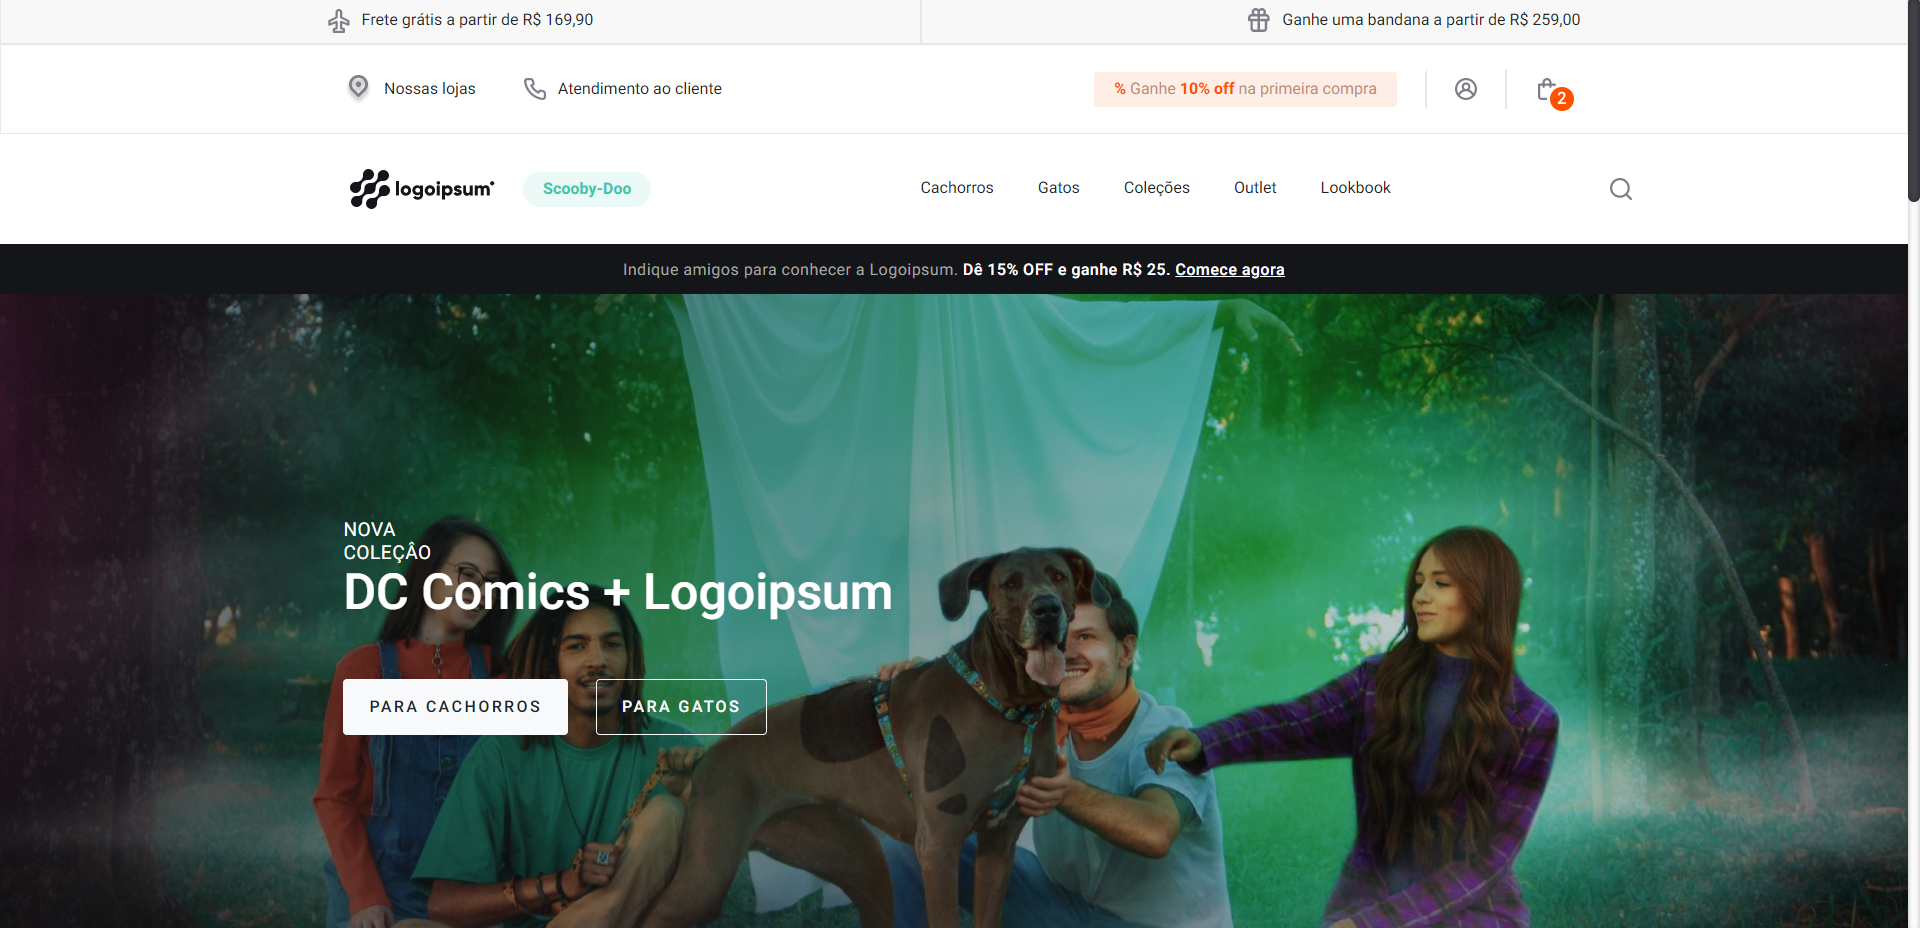 Frete grátis a partir de R$ 169,90
Ganhe uma bandana a partir de R$ 259,00
Nossas lojas
Atendimento ao cliente
% Ganhe 10% off na primeira compra
2
logoipsum
Scooby-Doo
Cachorros
Gatos
Coleções
Outlet
Lookbook
Indique amigos para conhecer a Logoipsum. Dê 15% OFF e ganhe R$ 25. Comece agora
NOVA
COLEÇÂO
DC Comics + Logoipsum
PARA CACHORROS
PARA GATOS